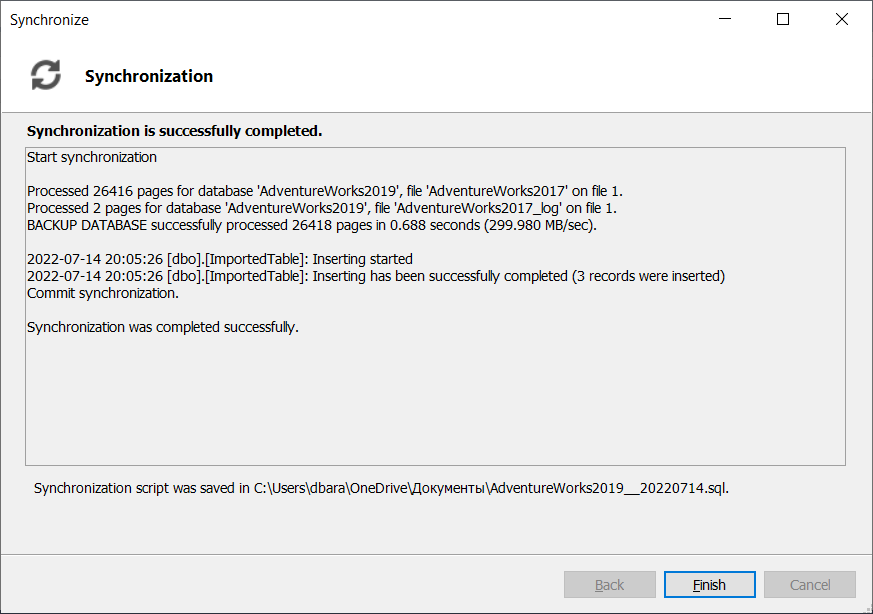 Synchronize
Synchronization
Synchronization is successfully completed.
Start synchronization
Processed 26416 pages for database 'AdventureWorks2019', file 'AdventureWorks2017' on file 1.
Processed 2 pages for database 'AdventureWorks2019', file 'AdventureWorks2017_log' on file 1.
BACKUP DATABASE successfully processed 26418 pages in 0.688 seconds (299.980 MB/sec).
2022-07-14 20:05:26 [dbo].[ImportedTable]: Inserting started
2022-07-14 20:05:26 [dbo].[ImportedTable]: Inserting has been successfully completed (3 records were inserted)
Commit synchronization.
Synchronization was completed successfully.
Synchronization script was saved in C:\Users\dbara\OneDrive\Документы\AdventureWorks2019__20220714.sql.
Back Finish Cancel